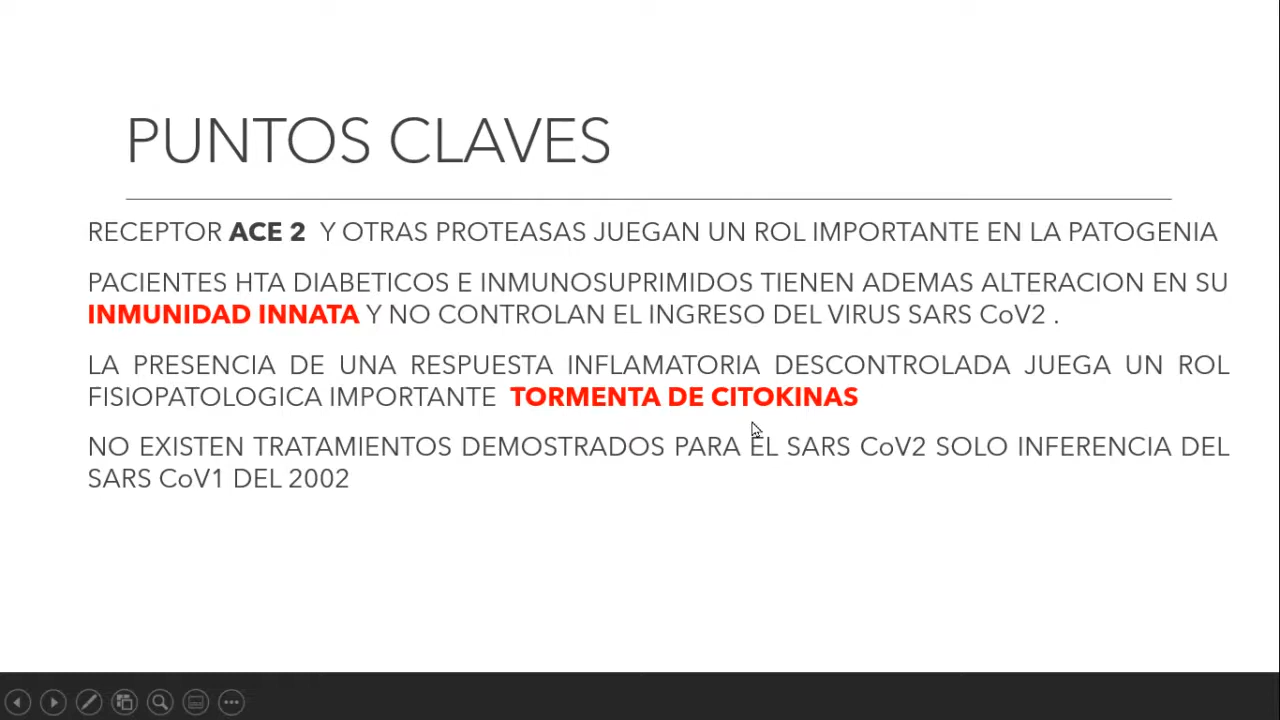 PUNTOS CLAVES
RECEPTOR ACE 2 Y OTRAS PROTEASAS JUEGAN UN ROL IMPORTANTE EN LA PATOGENIA
PACIENTES HTA DIABETICOS E INMUNOSUPRIMIDOS TIENEN ADEMAS ALTERACION EN SU
INMUNIDAD INNATA Y NO CONTROLAN EL INGRESO DEL VIRUS SARS CoV2 .
LA PRESENCIA DE UNA RESPUESTA INFLAMATORIA DESCONTROLADA JUEGA UN ROL
FISIOPATOLOGICA IMPORTANTE TORMENTA DE CITOKINAS
NO EXISTEN TRATAMIENTOS DEMOSTRADOS PARA EL SARS CoV2 SOLO INFERENCIA DEL
SARS CoV1 DEL 2002